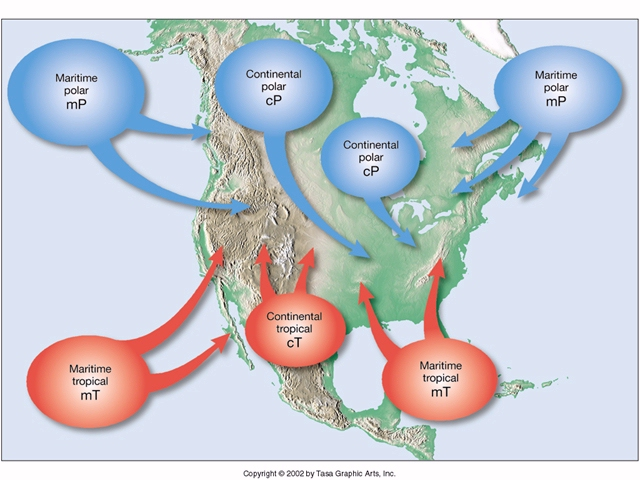 Maritime
polar
mP
Continental
polar
cP
Maritime
polar
mP
Continental
polar
cP
Continental
tropical
cT
Maritime
tropical
mT
Maritime
tropical
mT
Copyright © 2002 by Tasa Graphic Arts, Inc.